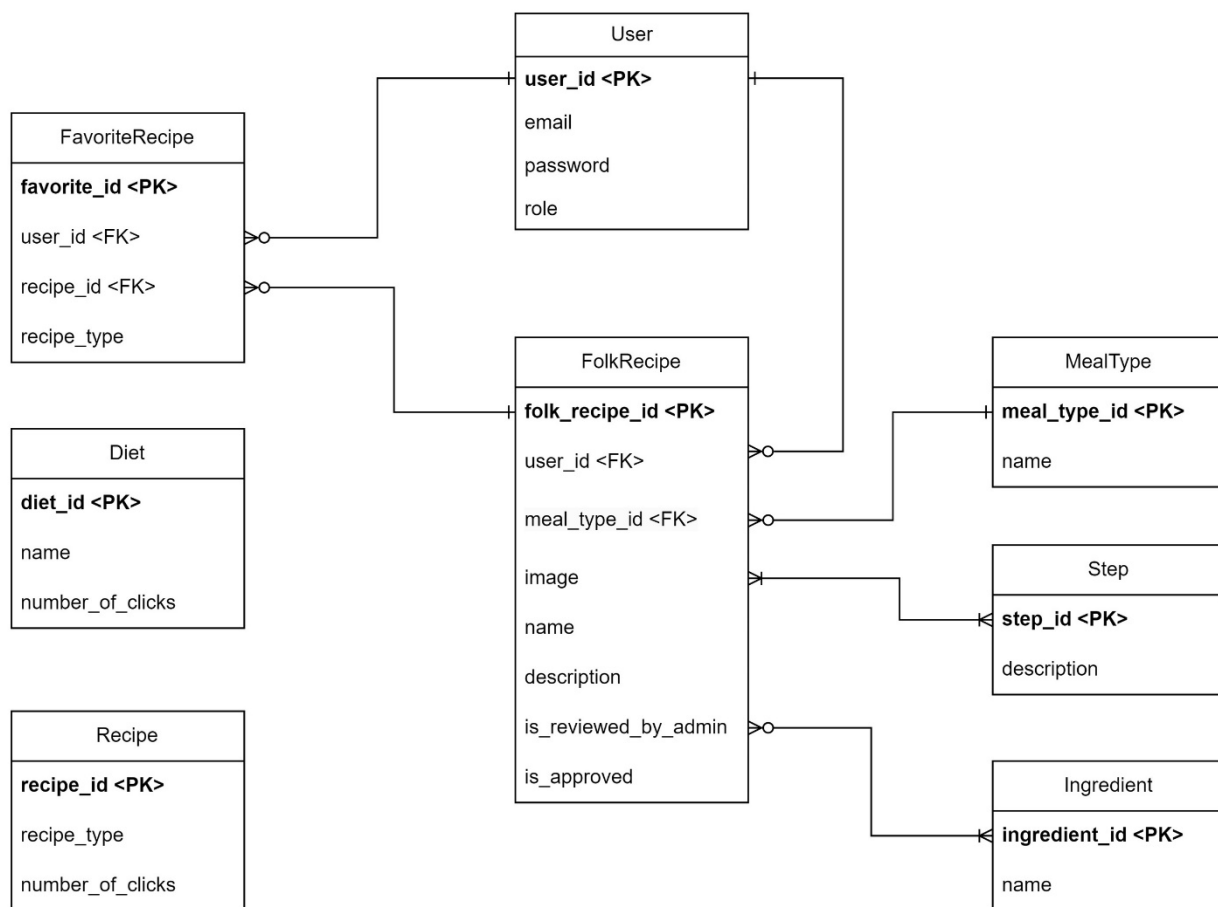 User
user_id <PK>
email
password
role
FavoriteRecipe
favorite_id <PK>
user_id <FK>
recipe_id <FK>
recipe_type
Diet
diet_id <PK>
name
number_of_clicks
Recipe
recipe_id <PK>
recipe_type
number_of_clicks
FolkRecipe
folk_recipe_id <PK>
user_id <FK>
meal_type_id <FK>
image
name
description
is_reviewed_by_admin
is_approved
MealType
meal_type_id <PK>
name
Step
step_id <PK>
description
Ingredient
ingredient_id <PK>
name